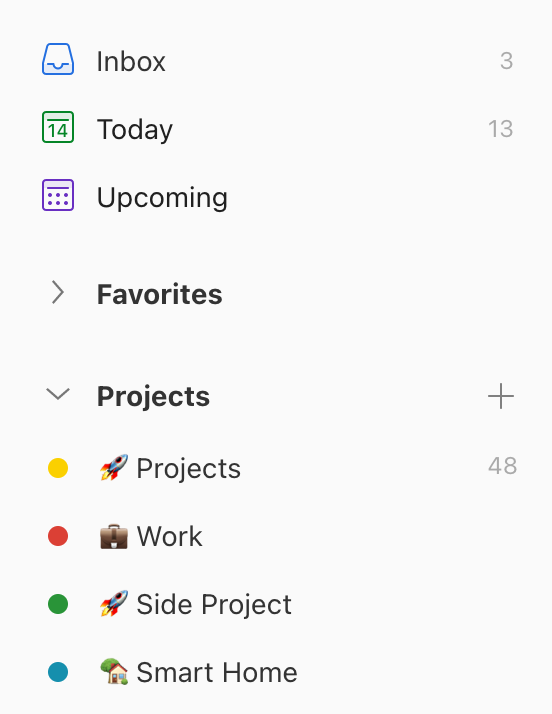 Inbox 3
14 Today 13
Upcoming
Favorites
Projects
🚀 Projects 48
💼 Work
🚀 Side Project
🏡 Smart Home